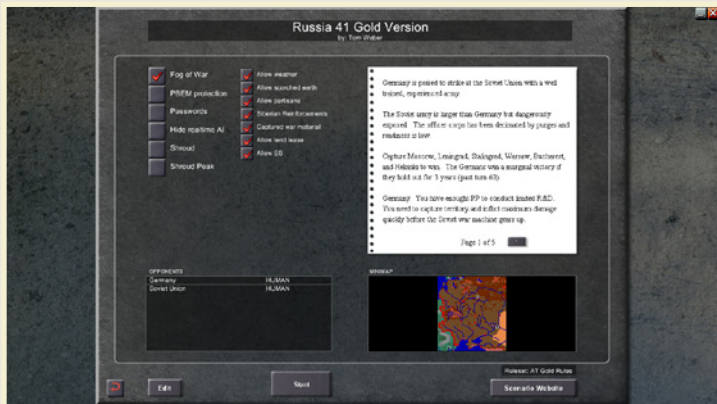 Russia 41 Gold Version
by: Tom Weber
Fog of War
PBEM protection
Passwords
Hide realtime AI
Shroud
Shroud Peak
Allow weather
Allow scorched earth
Allow partisans
Siberian Reinforcements
Captured war material
Allow lend lease
Allow SS
Germany is poised to strike at the Soviet Union with a well
trained, experienced army.
The Soviet army is larger than Germany but dangerously
exposed. The officer corps has been decimated by purges and
readiness is low.
Capture Moscow, Leningrad, Stalingrad, Warsaw, Bucharest,
and Helsinki to win. The Germans win a marginal victory if
they hold out for 3 years (past turn 62).
Germany. You have enought PP to conduct limited R&D.
You need to capture territory and inflict maximum damage
quickly before the Soviet war machine gears up.
Page 1 of 5
OPPONENTS
Germany HUMAN
Soviet Union HUMAN
MINIMAP
Ruleset: AT Gold Rules
Edit
Start
Scenario Website